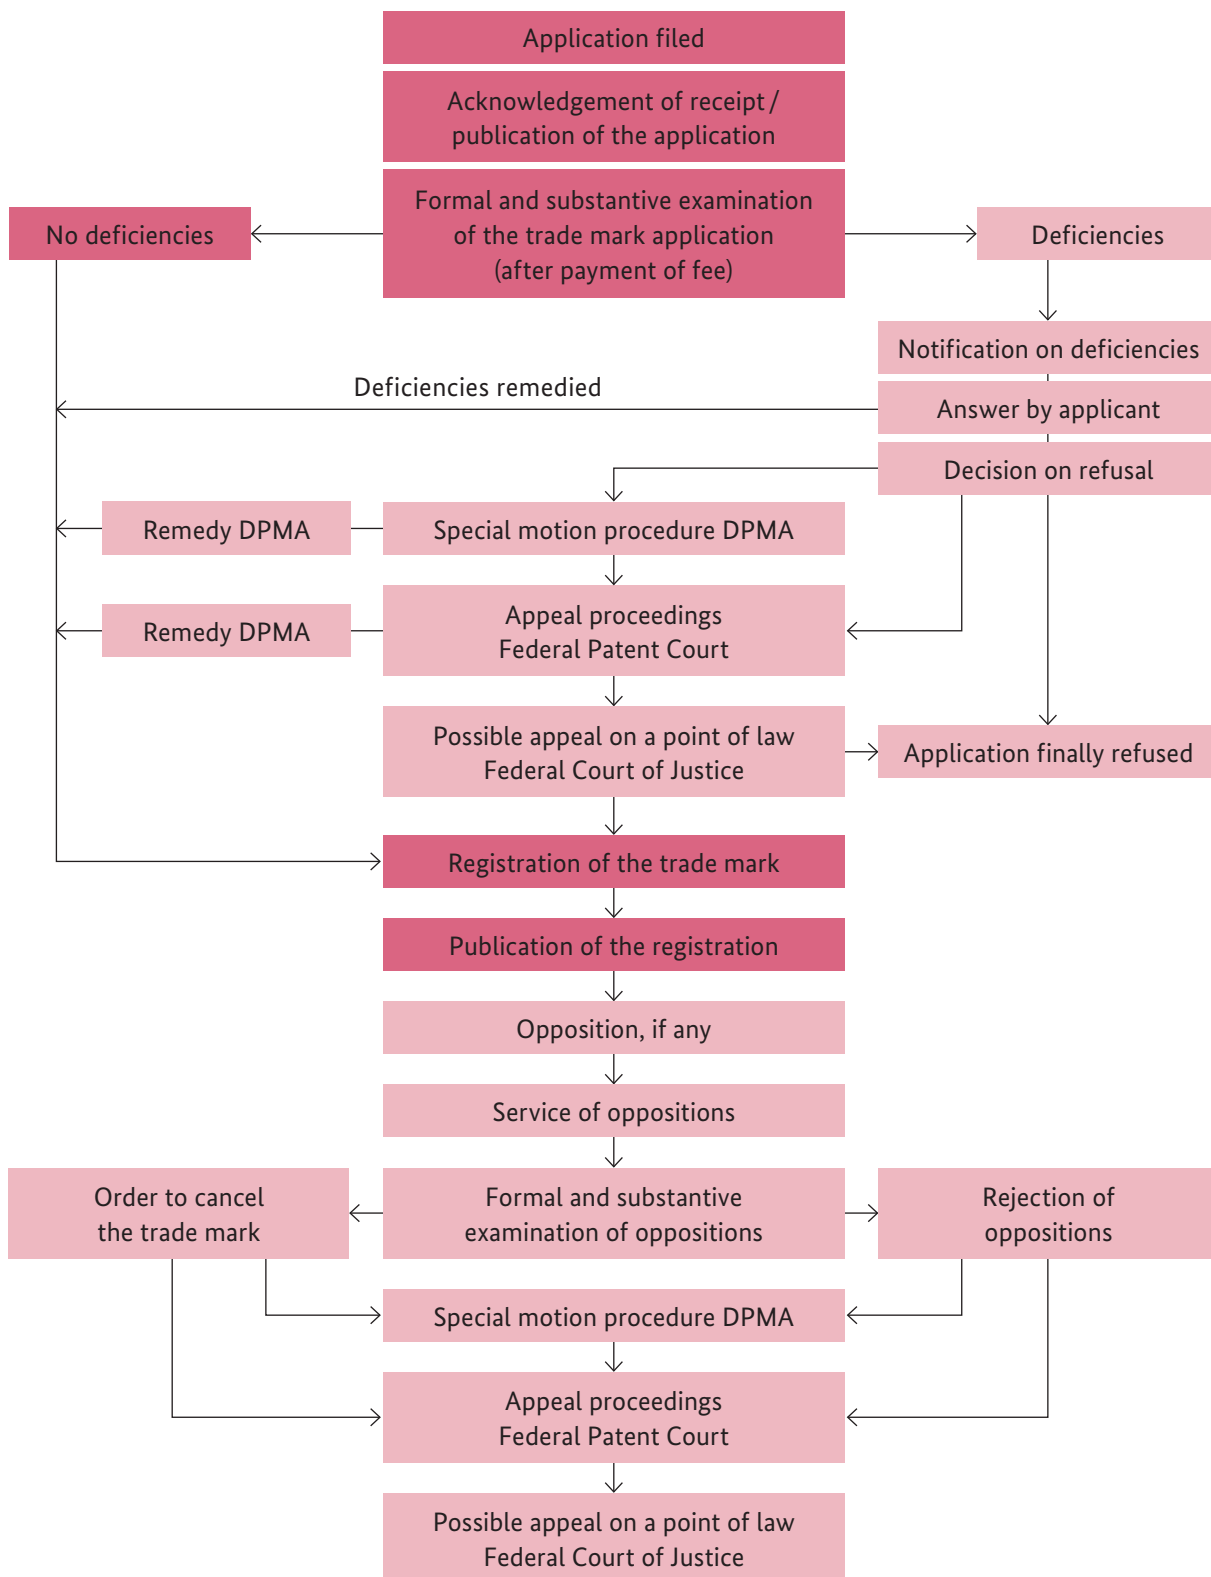 Application filed
Acknowledgement of receipt /
publication of the application
Formal and substantive examination
of the trade mark application
(after payment of fee)
No deficiencies
Deficiencies
Notification on deficiencies
Deficiencies remedied
Answer by applicant
Decision on refusal
Remedy DPMA
Special motion procedure DPMA
Remedy DPMA
Appeal proceedings
Federal Patent Court
Possible appeal on a point of law
Federal Court of Justice
Application finally refused
Registration of the trade mark
Publication of the registration
Opposition, if any
Service of oppositions
Order to cancel
the trade mark
Formal and substantive
examination of oppositions
Rejection of
oppositions
Special motion procedure DPMA
Appeal proceedings
Federal Patent Court
Possible appeal on a point of law
Federal Court of Justice